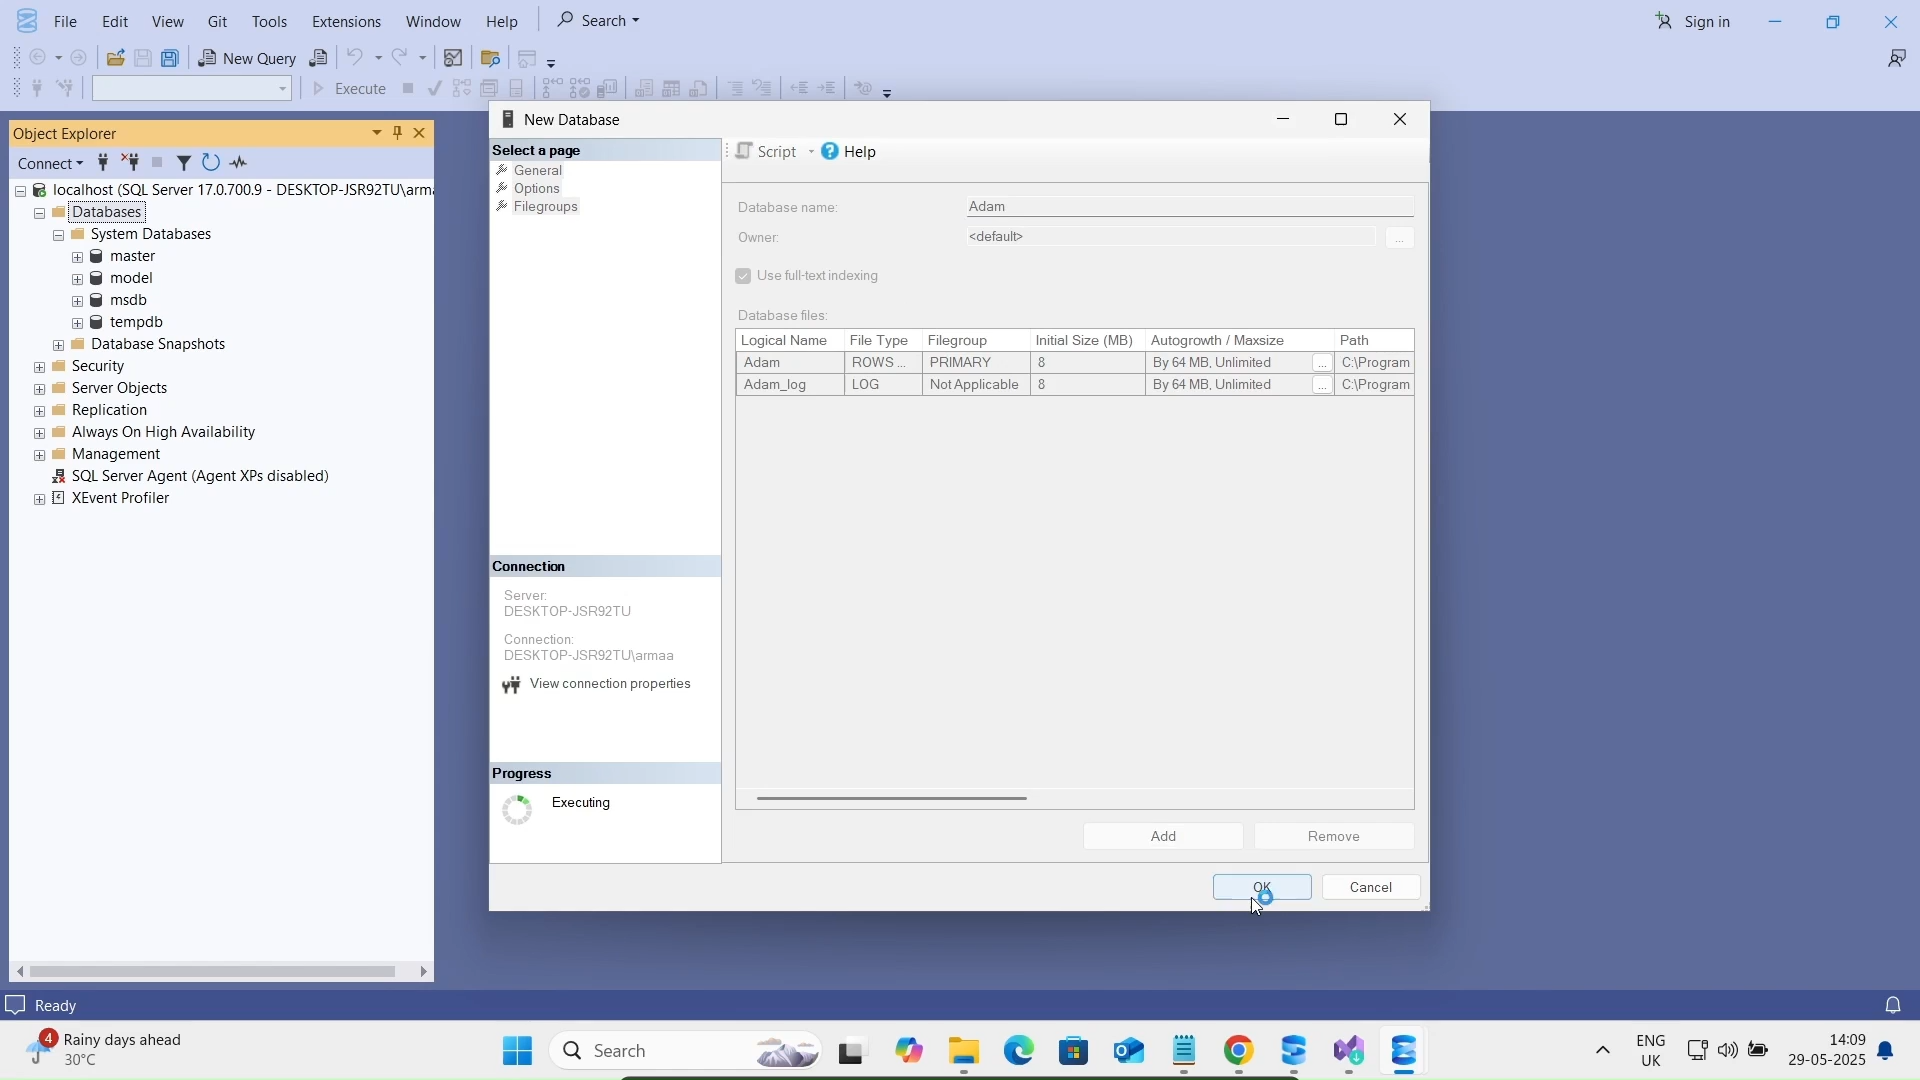 File Edit View Git Tools Extensions Window Help Search Sign in
New Query
Execute
Object Explorer
Connect
localhost (SQL Server 17.0.700.9 - DESKTOP-JSR92TU\arma
Databases
System Databases
master
model
msdb
tempdb
Database Snapshots
Security
Server Objects
Replication
Always On High Availability
Management
SQL Server Agent (Agent XPs disabled)
XEvent Profiler
New Database
Select a page
General
Options
Filegroups
Connection
Server:
DESKTOP-JSR92TU
Connection:
DESKTOP-JSR92TU\armaa
View connection properties
Progress
Executing
Script Help
Database name: Adam
Owner: <default> ...
Use full-text indexing
Database files:
Logical Name File Type Filegroup Initial Size (MB) Autogrowth / Maxsize Path
Adam ROWS ... PRIMARY 8 By 64 MB, Unlimited ... C:\Program
Adam_log LOG Not Applicable 8 By 64 MB, Unlimited ... C:\Program
Add Remove
OK Cancel
Ready
4 Rainy days ahead
30°C
Search
ENG
UK
14:09
29-05-2025